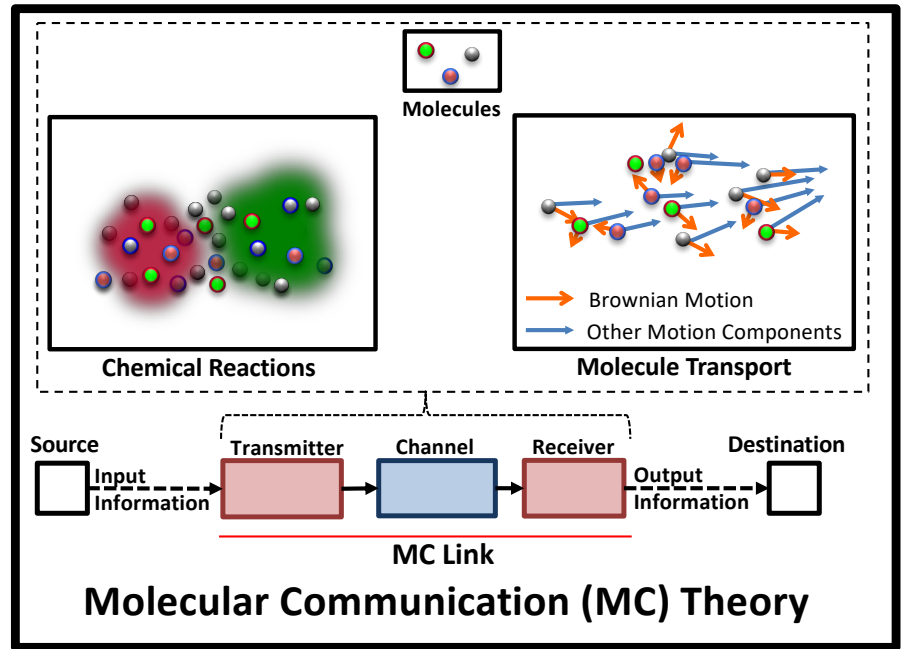 Molecules
Chemical Reactions
Brownian Motion
Other Motion Components
Molecule Transport
Source
Input
Information
Transmitter
Channel
Receiver
Output
Information
Destination
MC Link
Molecular Communication (MC) Theory